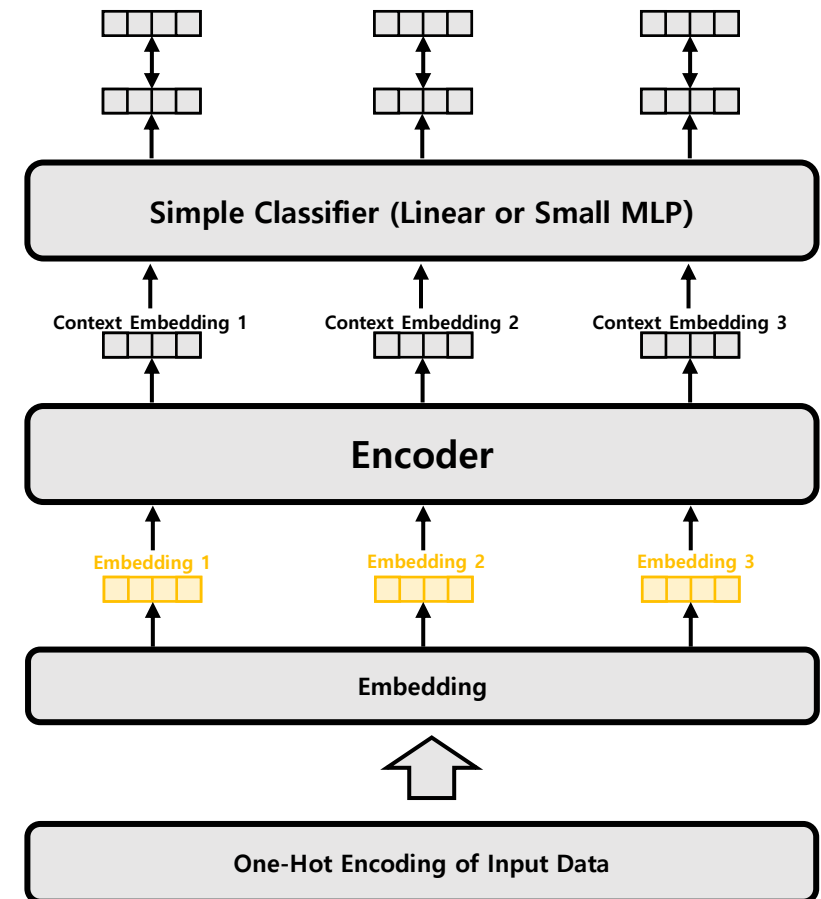 Simple Classifier (Linear or Small MLP)
Context Embedding 1
Context Embedding 2
Context Embedding 3
Encoder
Embedding 1
Embedding 2
Embedding 3
Embedding
One-Hot Encoding of Input Data